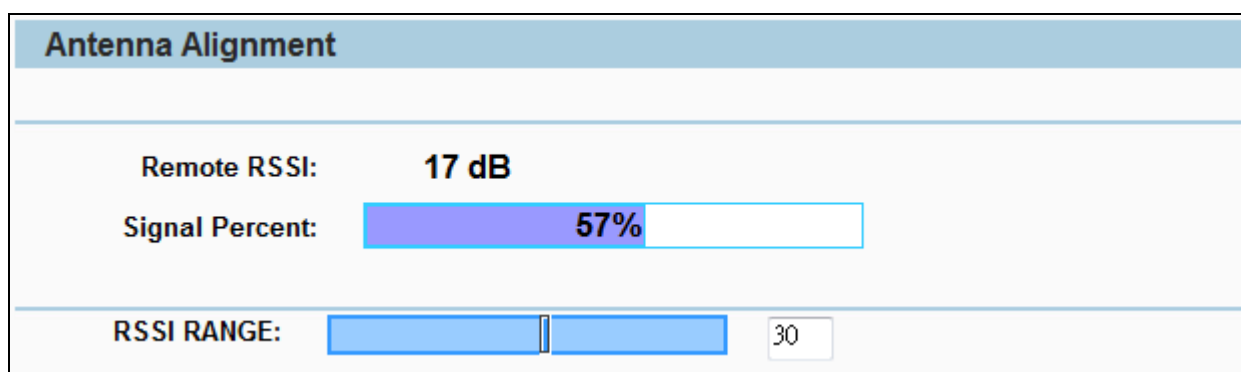 Antenna Alignment
Remote RSSI: 17 dB
Signal Percent: 57%
RSSI RANGE: 30